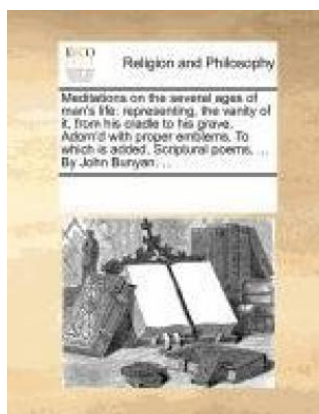 ECCO
Religion and Philosophy
Meditations on the several ages of
man's life: representing, the vanity of
it, from his cradle to his grave.
Adorn'd with proper emblems. To
which is added, Scriptural poems, ...
By John Bunyan. ...